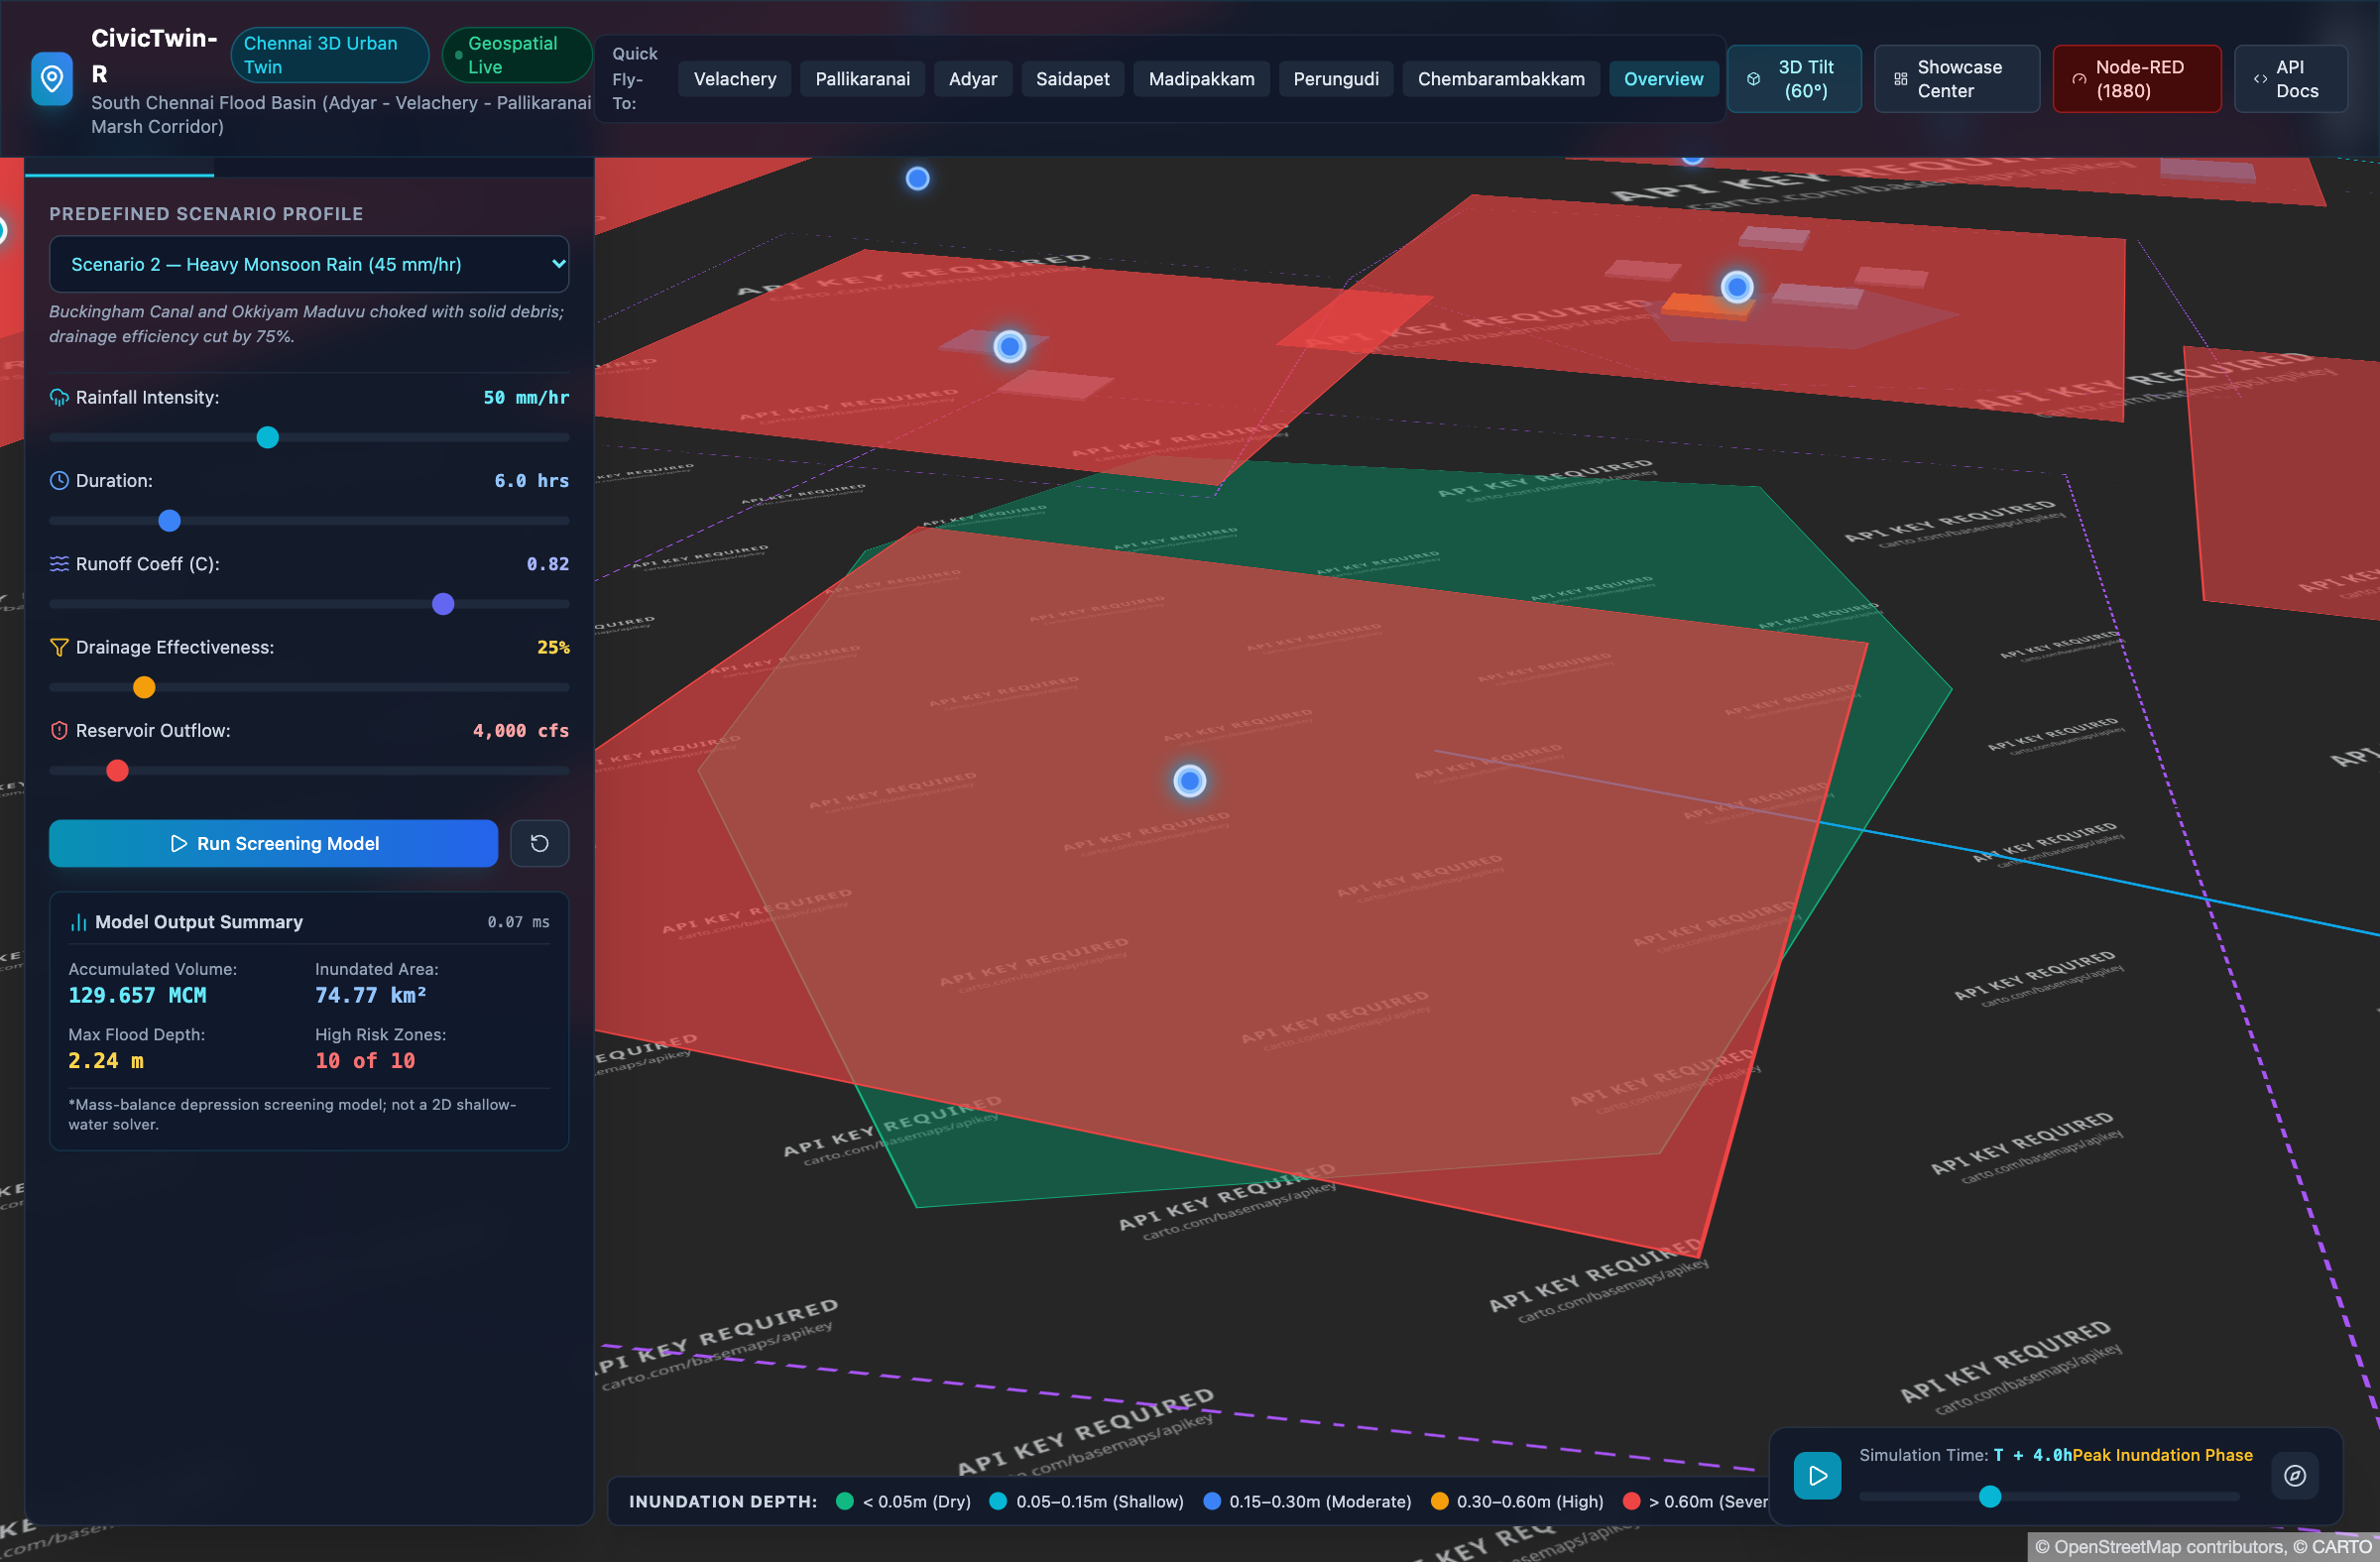 CivicTwin-
R
Chennai 3D Urban
Twin
Geospatial
Live
South Chennai Flood Basin (Adyar - Velachery - Pallikaranai
Marsh Corridor)
Quick
Fly-
To:
Velachery
Pallikaranai
Adyar
Saidapet
Madipakkam
Perungudi
Chembarambakkam
Overview
3D Tilt
(60°)
Showcase
Center
Node-RED
(1880)
API
Docs
PREDEFINED SCENARIO PROFILE
Scenario 2 — Heavy Monsoon Rain (45 mm/hr)
Buckingham Canal and Okkiyam Maduvu choked with solid debris;
drainage efficiency cut by 75%.
Rainfall Intensity: 50 mm/hr
Duration: 6.0 hrs
Runoff Coeff (C): 0.82
Drainage Effectiveness: 25%
Reservoir Outflow: 4,000 cfs
Run Screening Model
Model Output Summary 0.07 ms
Accumulated Volume: Inundated Area:
129.657 MCM 74.77 km²
Max Flood Depth: High Risk Zones:
2.24 m 10 of 10
*Mass-balance depression screening model; not a 2D shallow-
water solver.
API KEY REQUIRED
carto.com/basemaps/apikey
INUNDATION DEPTH: < 0.05m (Dry) 0.05–0.15m (Shallow) 0.15–0.30m (Moderate) 0.30–0.60m (High) > 0.60m (Sever
Simulation Time: T + 4.0h Peak Inundation Phase
© OpenStreetMap contributors, © CARTO